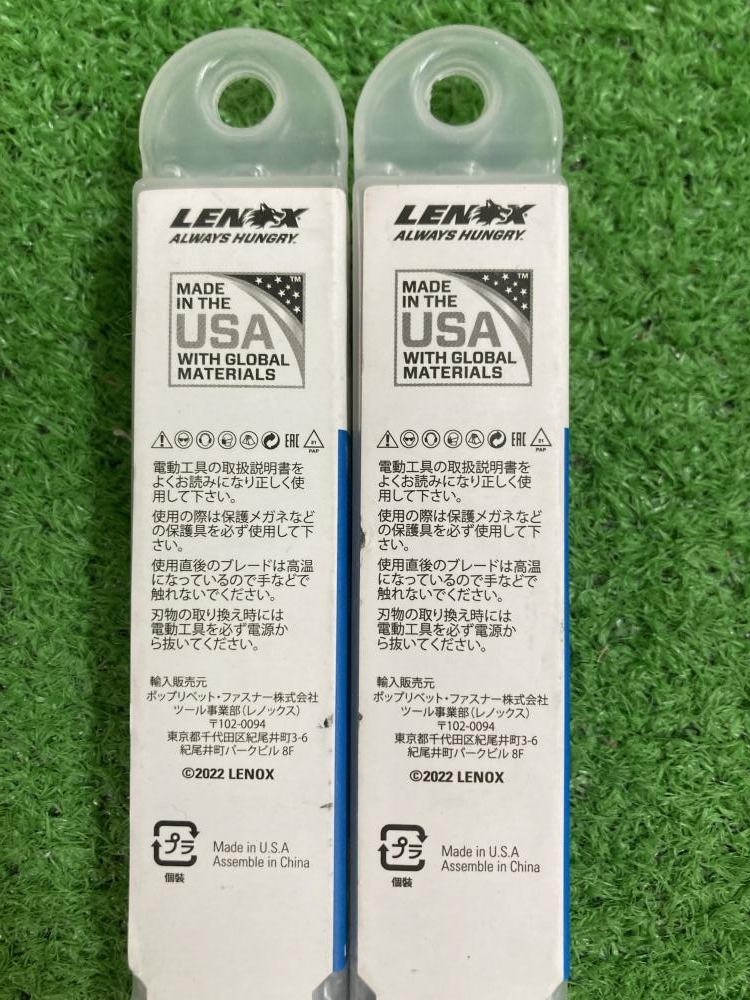 LENOX
ALWAYS HUNGRY.
MADE
IN THE
USA
WITH GLOBAL
MATERIALS
TM
EAC
81
PAP
電動工具の取扱説明書を
よくお読みになり正しく使
用して下さい。
使用の際は保護メガネなど
の保護具を必ず使用して下
さい。
使用直後のブレードは高温
になっているので手などで
触れないでください。
刃物の取り換え時には
電動工具を必ず電源か
ら抜いてください。
輸入販売元
ポップリベット・ファスナー株式会社
ツール事業部（レノックス）
〒102-0094
東京都千代田区紀尾井町3-6
紀尾井町パークビル 8F
©2022 LENOX
プラ
個装
Made in U.S.A
Assemble in China
LENOX
ALWAYS HUNGRY.
MADE
IN THE
USA
WITH GLOBAL
MATERIALS
TM
EAC
81
PAP
電動工具の取扱説明書を
よくお読みになり正しく使
用して下さい。
使用の際は保護メガネなど
の保護具を必ず使用して下
さい。
使用直後のブレードは高温
になっているので手などで
触れないでください。
刃物の取り換え時には
電動工具を必ず電源か
ら抜いてください。
輸入販売元
ポップリベット・ファスナー株式会社
ツール事業部（レノックス）
〒102-0094
東京都千代田区紀尾井町3-6
紀尾井町パークビル 8F
©2022 LENOX
プラ
個装
Made in U.S.A
Assemble in China